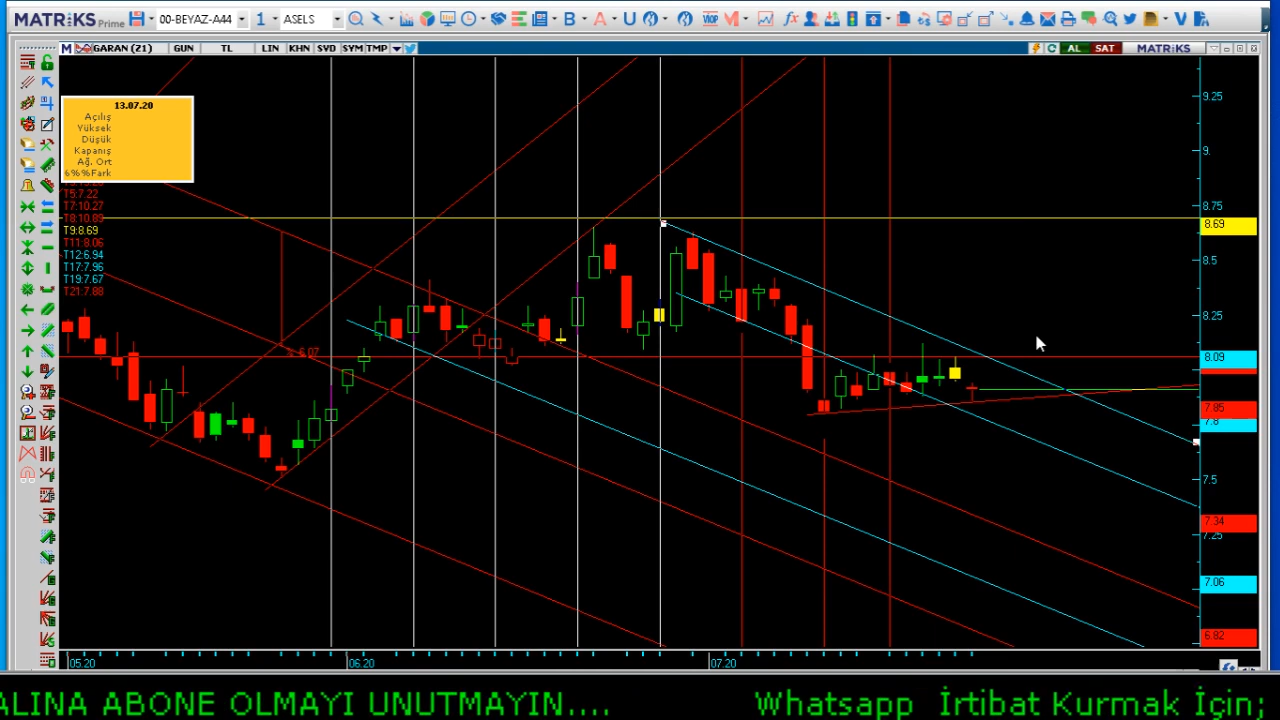 MATRiKS Prime 00-BEYAZ-A44 1 ASELS B A U VIOP M fx V
M GARAN (21) GUN TL LIN KHN SVD SYM TMP AL SAT MATRiKS
13.07.20
Açılış
Yüksek
Düşük
Kapanış
Ağ. Ort
%%%Fark
T5:7.22
T7:10.27
T8:10.89
T9:8.69
T11:8.06
T12:6.94
T17:7.96
T19:7.67
T21:7.88
9.25
9.
8.75
8.69
8.5
8.25
8.09
7.85
7.8
7.5
7.34
7.25
7.06
6.82
05.20 06.20 07.20
ALINA ABONE OLMAYI UNUTMAYIN.... Whatsapp İrtibat Kurmak İçin;